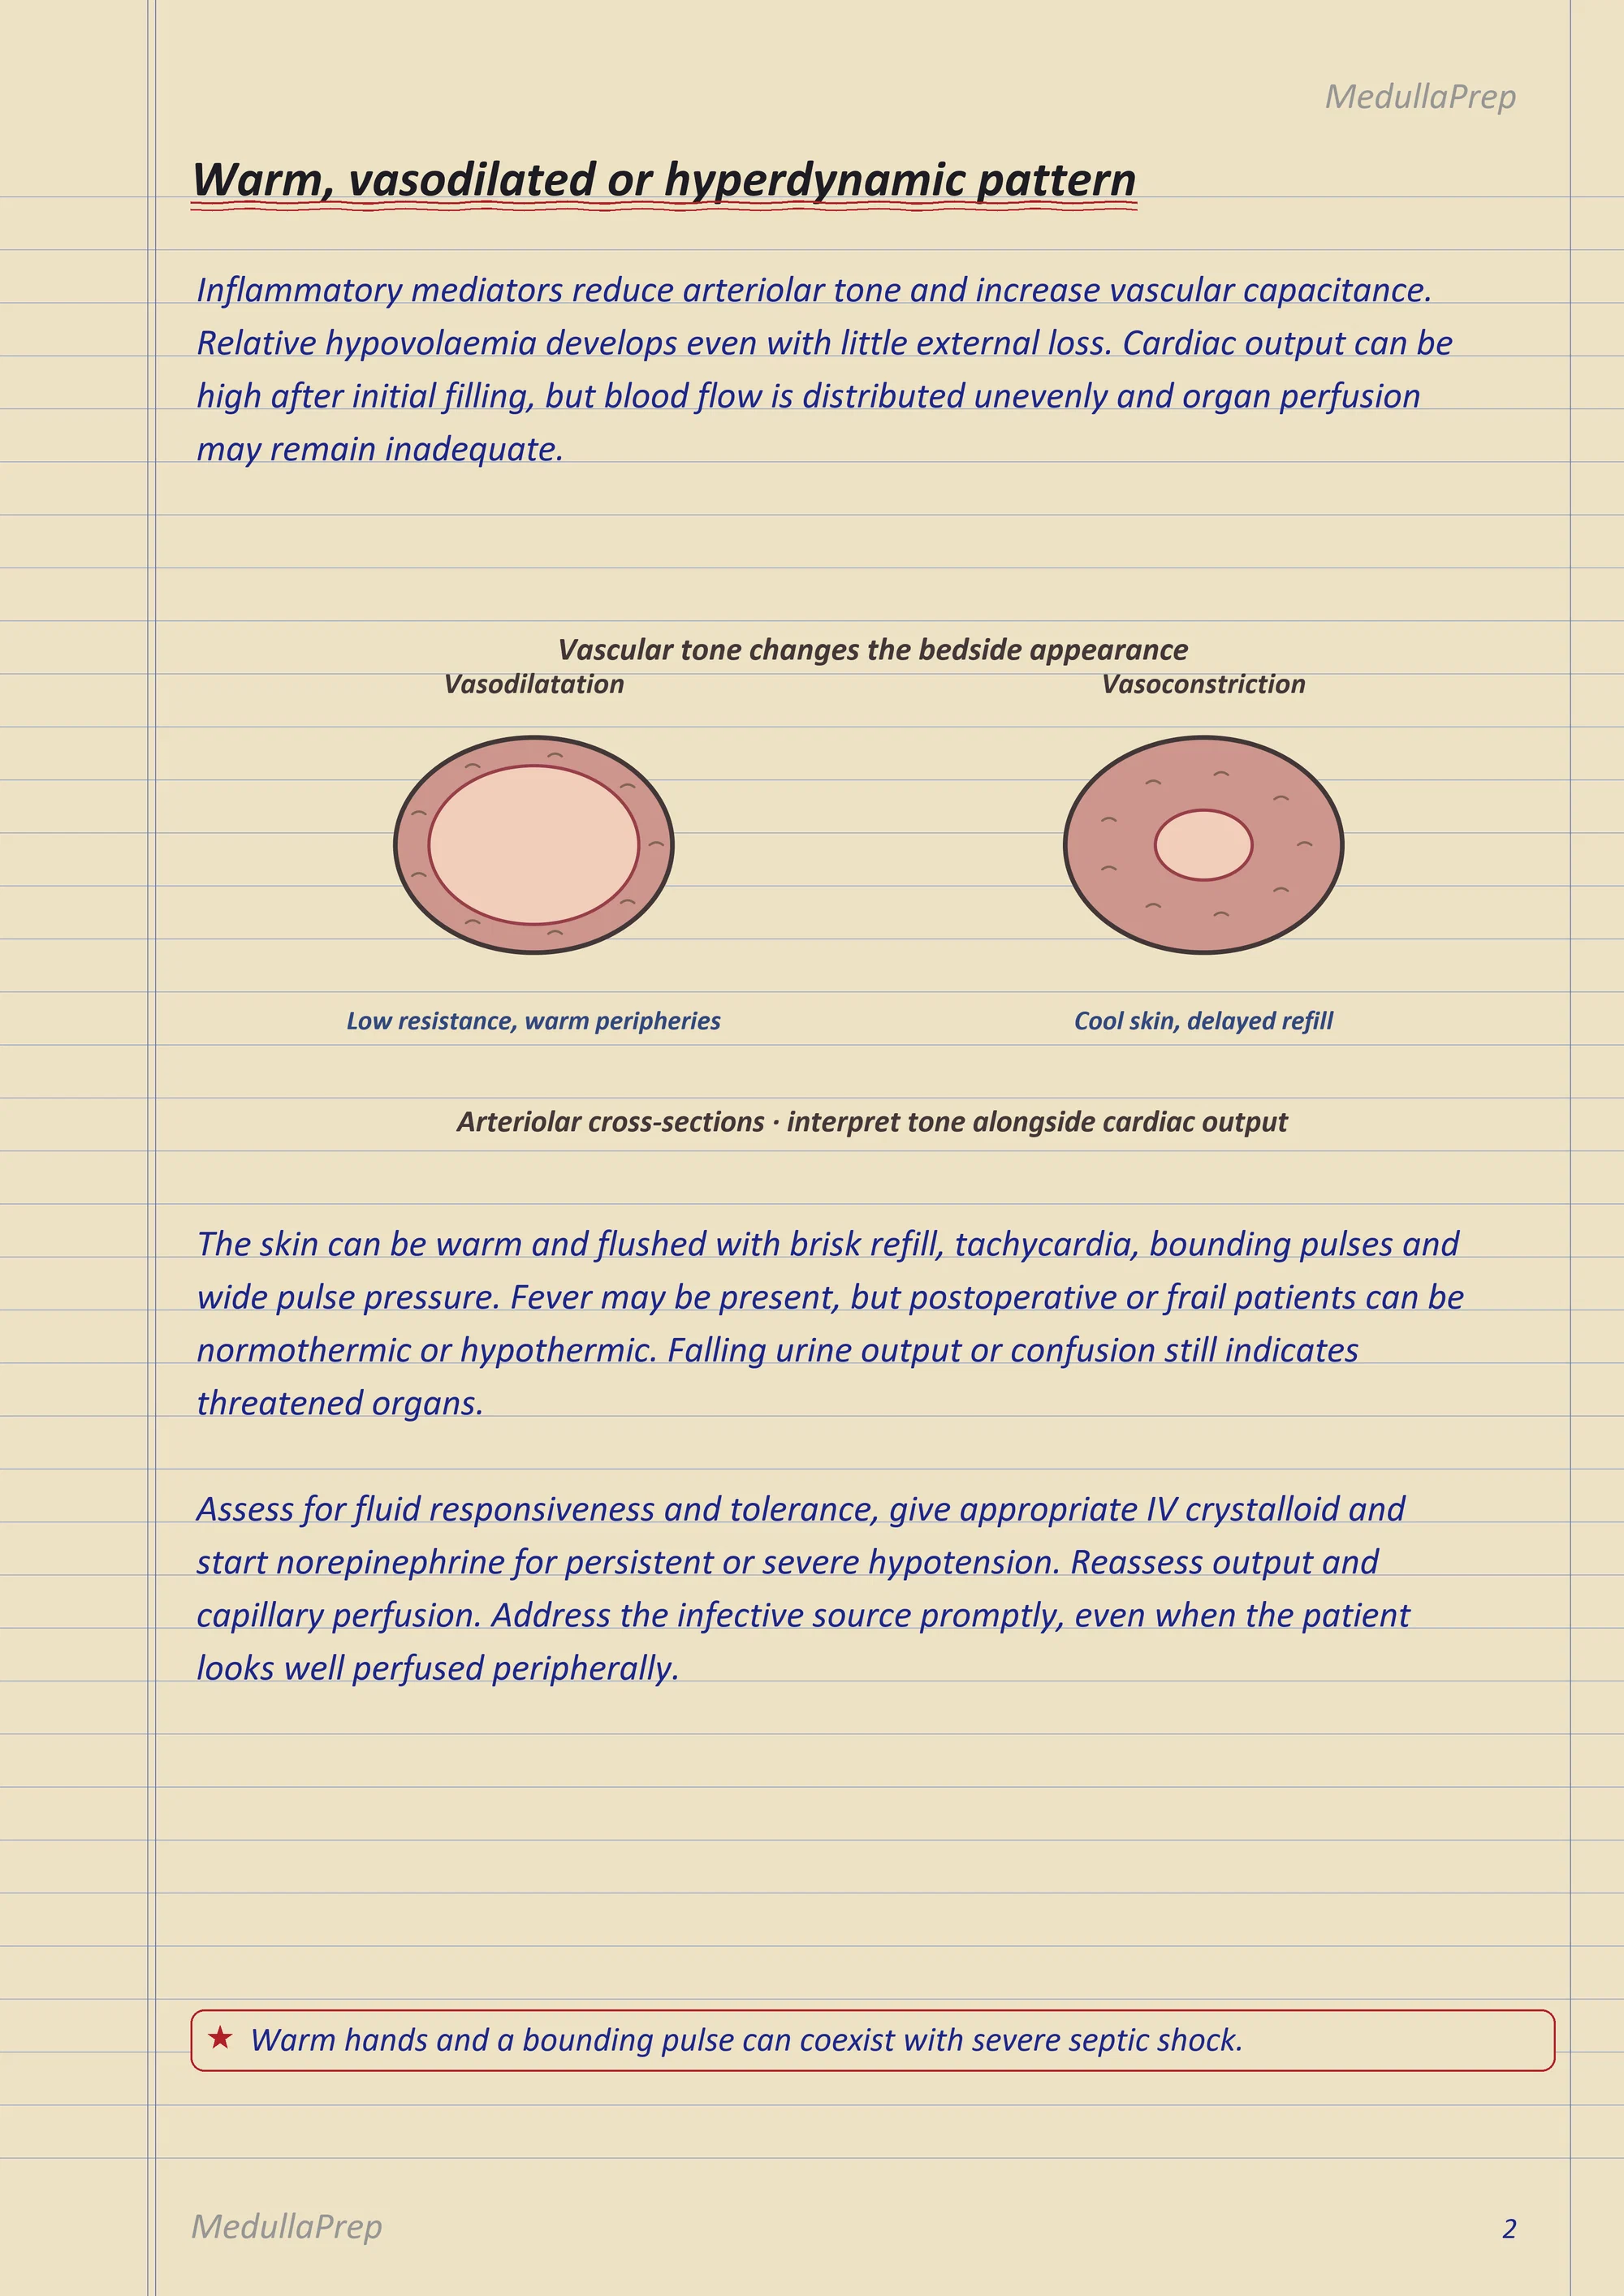 MedullaPrep
Warm, vasodilated or hyperdynamic pattern
Inflammatory mediators reduce arteriolar tone and increase vascular capacitance.
Relative hypovolaemia develops even with little external loss. Cardiac output can be
high after initial filling, but blood flow is distributed unevenly and organ perfusion
may remain inadequate.
Vascular tone changes the bedside appearance
Vasodilatation
Vasoconstriction
Low resistance, warm peripheries
Cool skin, delayed refill
Arteriolar cross-sections · interpret tone alongside cardiac output
The skin can be warm and flushed with brisk refill, tachycardia, bounding pulses and
wide pulse pressure. Fever may be present, but postoperative or frail patients can be
normothermic or hypothermic. Falling urine output or confusion still indicates
threatened organs.
Assess for fluid responsiveness and tolerance, give appropriate IV crystalloid and
start norepinephrine for persistent or severe hypotension. Reassess output and
capillary perfusion. Address the infective source promptly, even when the patient
looks well perfused peripherally.
★ Warm hands and a bounding pulse can coexist with severe septic shock.
MedullaPrep
2